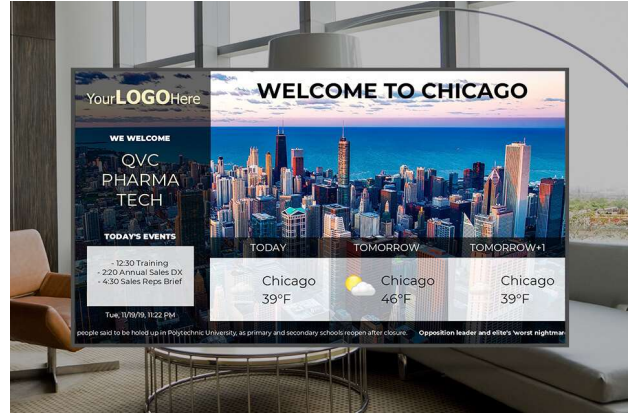 YourLOGOHere
WELCOME TO CHICAGO
WE WELCOME
QVC
PHARMA
TECH
TODAY'S EVENTS
- 12:30 Training
- 2:20 Annual Sales DX
- 4:30 Sales Reps Brief
Tue, 11/19/19, 11:22 PM
TODAY
Chicago
39°F
TOMORROW
Chicago
46°F
TOMORROW+1
Chicago
39°F
people said to be holed up in Polytechnic University, as primary and secondary schools reopen after closure. Opposition leader and elite's 'worst nightmar